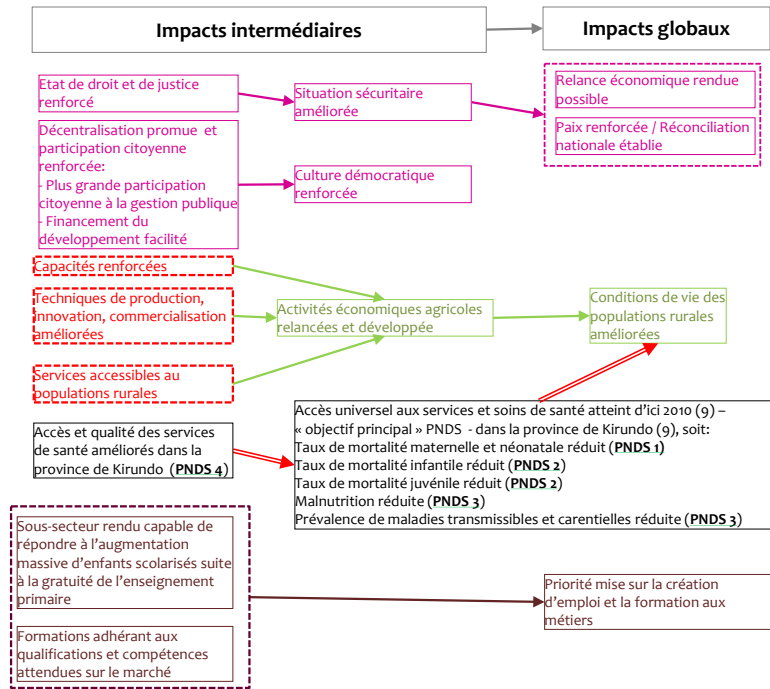 Impacts intermédiaires
Impacts globaux
Etat de droit et de justice
renforcé
Situation sécuritaire
améliorée
Relance économique rendue
possible
Paix renforcée / Réconciliation
nationale établie
Décentralisation promue et
participation citoyenne
renforcée:
- Plus grande participation
citoyenne à la gestion publique
- Financement du
développement facilité
Culture démocratique
renforcée
Capacités renforcées
Techniques de production,
innovation, commercialisation
améliorées
Services accessibles au
populations rurales
Activités économiques agricoles
relancées et développée
Conditions de vie des
populations rurales
améliorées
Accès et qualité des services
de santé améliorés dans la
province de Kirundo (PNDS 4)
Accès universel aux services et soins de santé atteint d'ici 2010 (9) –
« objectif principal » PNDS - dans la province de Kirundo (9), soit:
Taux de mortalité maternelle et néonatale réduit (PNDS 1)
Taux de mortalité infantile réduit (PNDS 2)
Taux de mortalité juvénile réduit (PNDS 2)
Malnutrition réduite (PNDS 3)
Prévalence de maladies transmissibles et carentielles réduite (PNDS 3)
Sous-secteur rendu capable de
répondre à l'augmentation
massive d'enfants scolarisés suite
à la gratuité de l'enseignement
primaire
Formations adhérant aux
qualifications et compétences
attendues sur le marché
Priorité mise sur la création
d'emploi et la formation aux
métiers